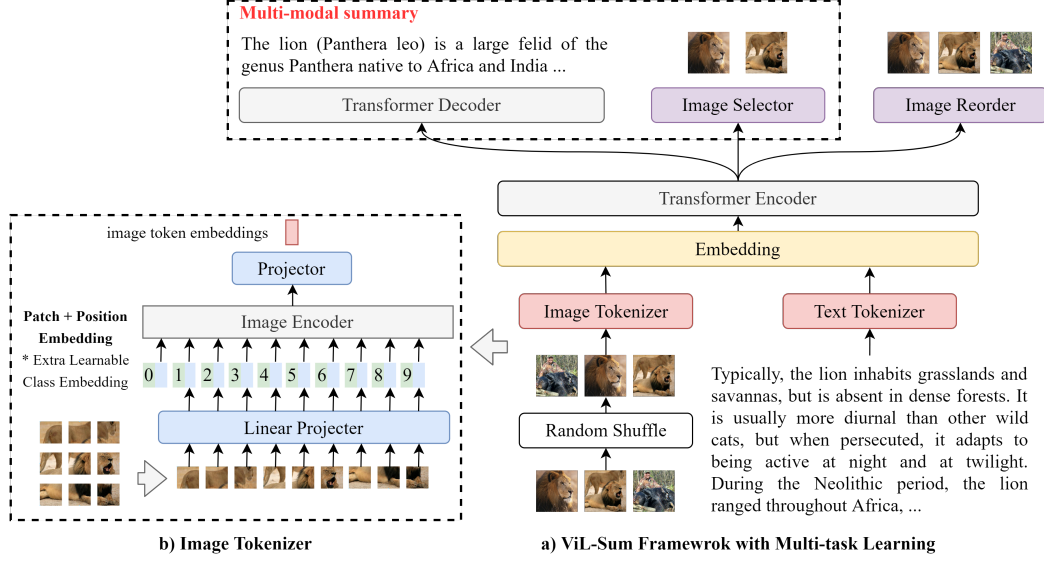 Multi-modal summary
The lion (Panthera leo) is a large felid of the
genus Panthera native to Africa and India ...
Transformer Decoder
Image Selector
Image Reorder
Transformer Encoder
Embedding
Image Tokenizer
Text Tokenizer
Random Shuffle
Typically, the lion inhabits grasslands and
savannas, but is absent in dense forests. It
is usually more diurnal than other wild
cats, but when persecuted, it adapts to
being active at night and at twilight.
During the Neolithic period, the lion
ranged throughout Africa, ...
a) ViL-Sum Framewrok with Multi-task Learning
image token embeddings
Projector
Image Encoder
Patch + Position
Embedding
* Extra Learnable
Class Embedding
0 1 2 3 4 5 6 7 8 9
Linear Projecter
b) Image Tokenizer